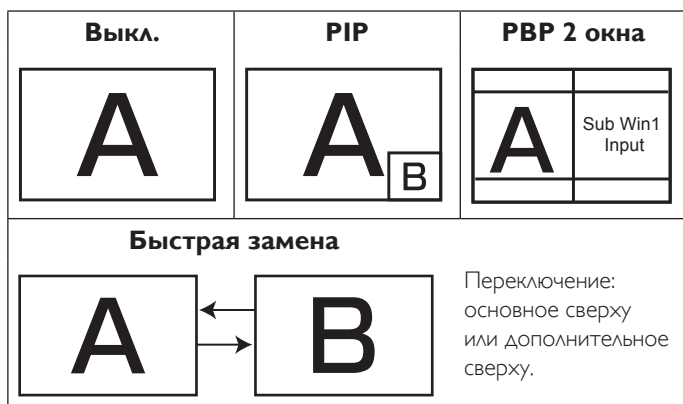 Выкл.
PIP
PBP 2 окна
A
A
B
A
Sub Win1
Input
Быстрая замена
A
B
Переключение:
основное сверху
или дополнительное
сверху.